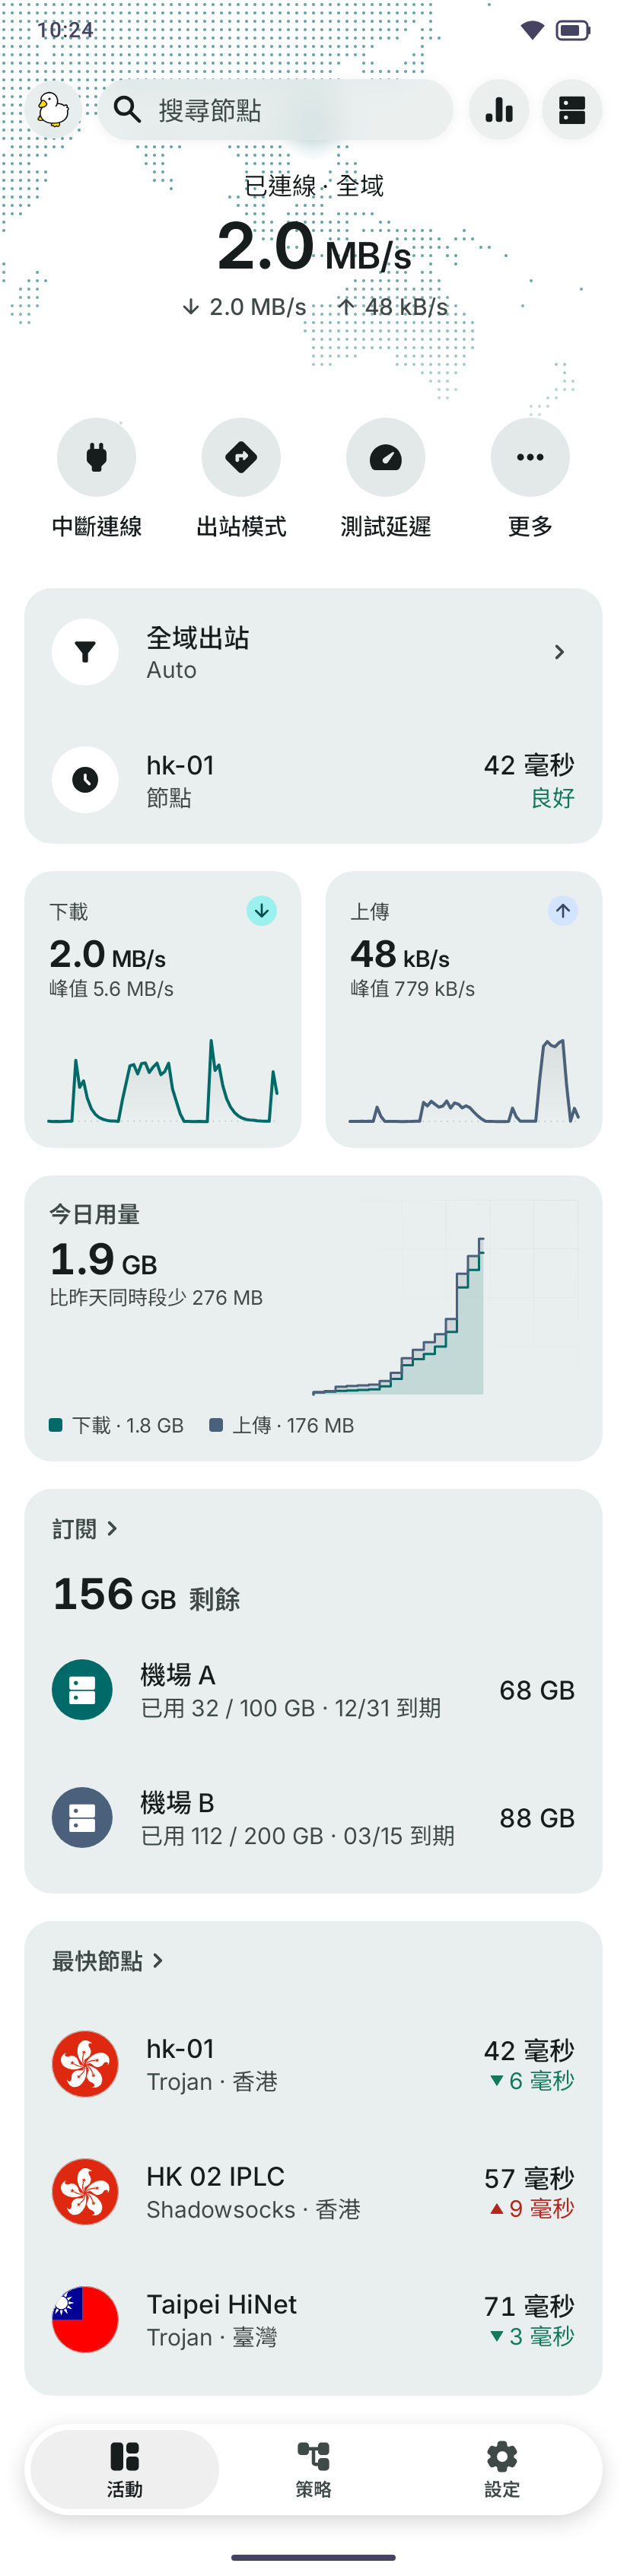 10:24
搜尋節點
已連線 · 全域
2.0 MB/s
↓ 2.0 MB/s ↑ 48 kB/s
中斷連線 出站模式 測試延遲 更多
全域出站
Auto
hk-01 42 毫秒
節點 良好
下載 上傳
2.0 MB/s 48 kB/s
峰值 5.6 MB/s 峰值 779 kB/s
今日用量
1.9 GB
比昨天同時段少 276 MB
下載 · 1.8 GB 上傳 · 176 MB
訂閱
156 GB 剩餘
機場 A 68 GB
已用 32 / 100 GB · 12/31 到期
機場 B 88 GB
已用 112 / 200 GB · 03/15 到期
最快節點
hk-01 42 毫秒
Trojan · 香港 ▼ 6 毫秒
HK 02 IPLC 57 毫秒
Shadowsocks · 香港 ▲ 9 毫秒
Taipei HiNet 71 毫秒
Trojan · 臺灣 ▼ 3 毫秒
活動 策略 設定